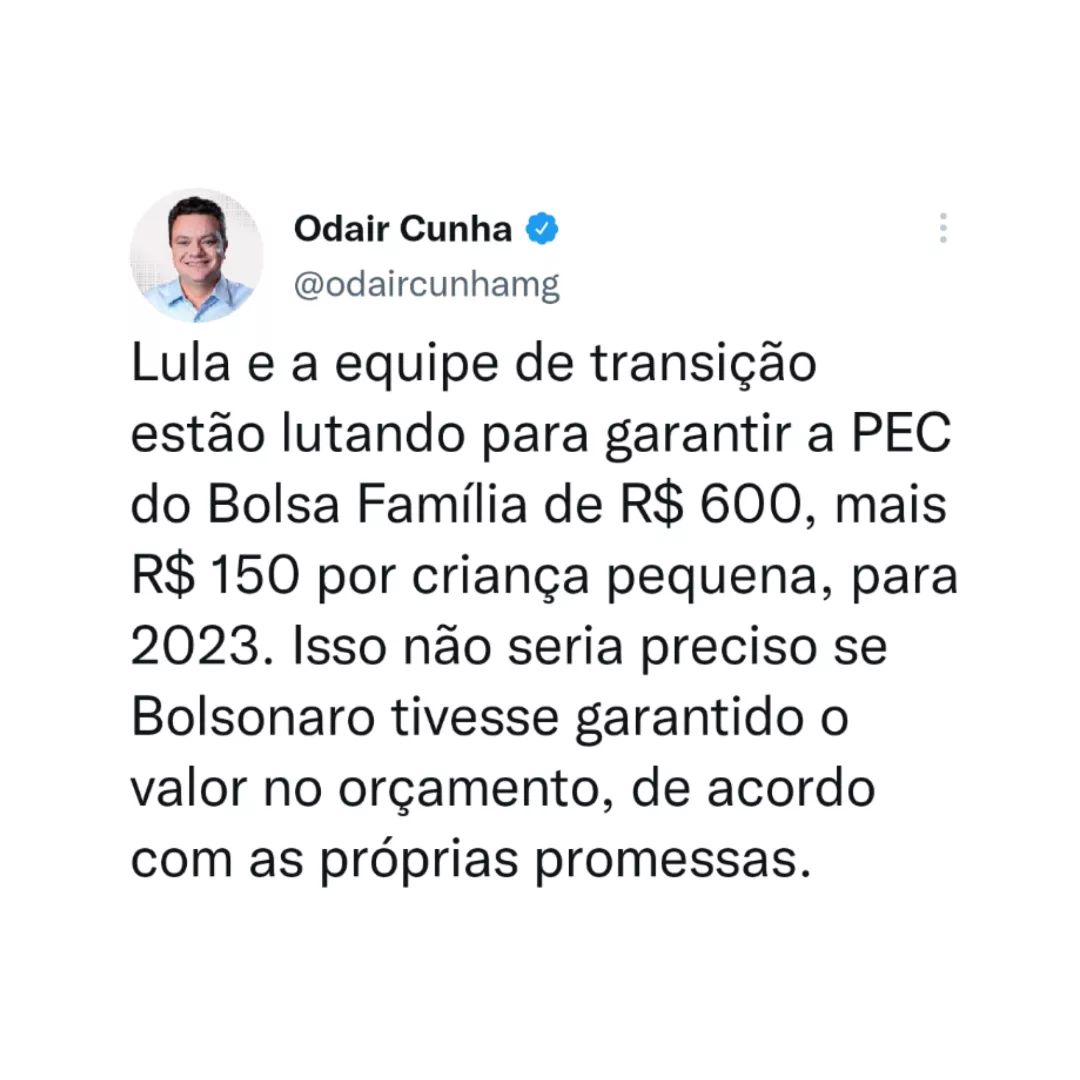 Odair Cunha
@odaircunhamg
Lula e a equipe de transição
estão lutando para garantir a PEC
do Bolsa Família de R$ 600, mais
R$ 150 por criança pequena, para
2023. Isso não seria preciso se
Bolsonaro tivesse garantido o
valor no orçamento, de acordo
com as próprias promessas.